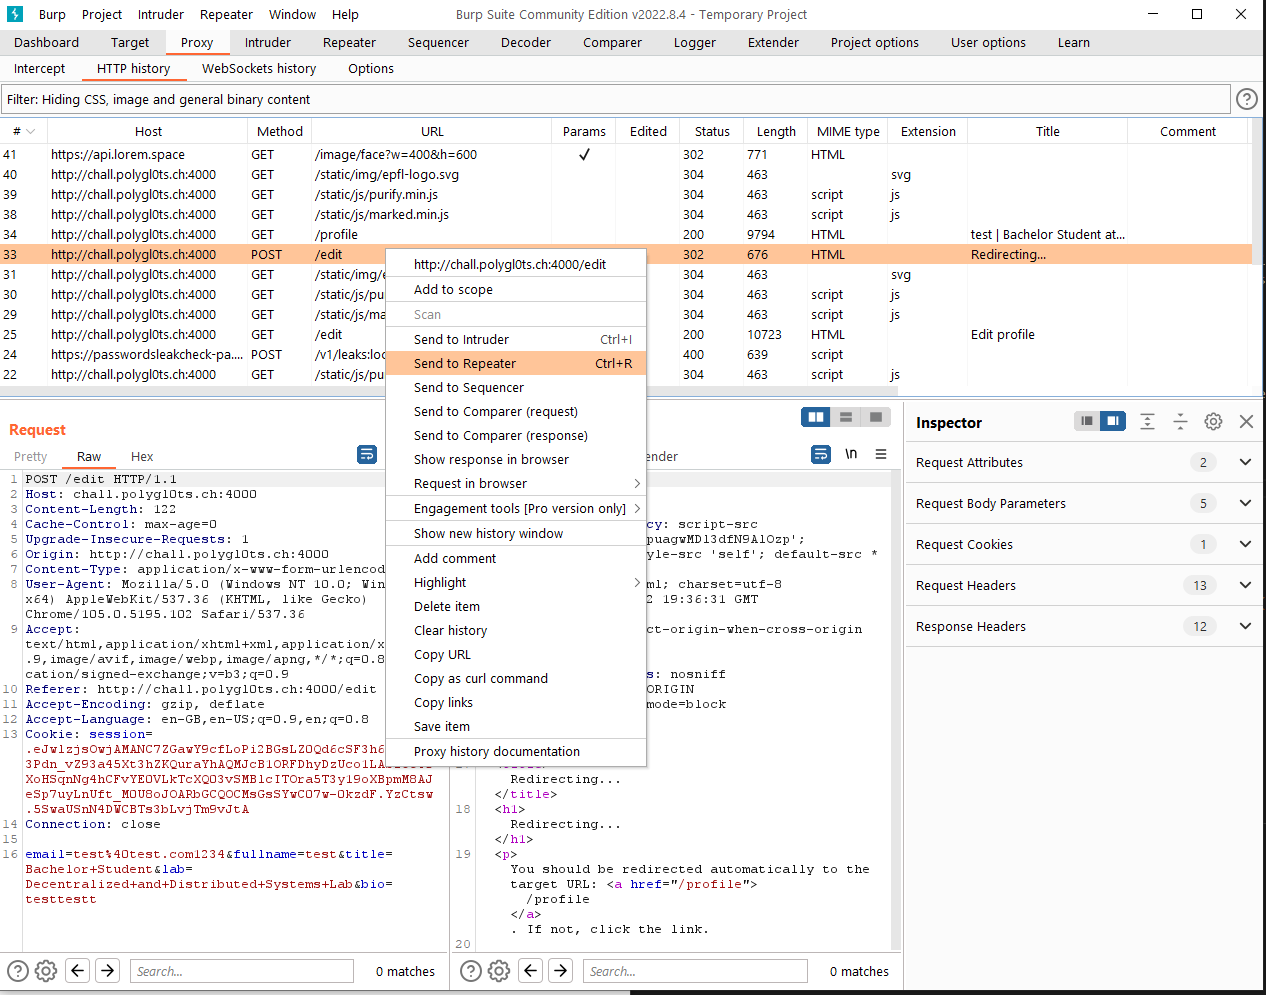 Burp Project Intruder Repeater Window Help Burp Suite Community Edition v2022.8.4 - Temporary Project
Dashboard Target Proxy Intruder Repeater Sequencer Decoder Comparer Logger Extender Project options User options Learn
Intercept HTTP history WebSockets history Options
Filter: Hiding CSS, image and general binary content
# Host Method URL Params Edited Status Length MIME type Extension Title Comment
41 https://api.lorem.space GET /image/face?w=400&h=600 ✓ 302 771 HTML
40 http://chall.polygl0ts.ch:4000 GET /static/img/epfl-logo.svg 304 463 svg
39 http://chall.polygl0ts.ch:4000 GET /static/js/purify.min.js 304 463 script js
38 http://chall.polygl0ts.ch:4000 GET /static/js/marked.min.js 304 463 script js
34 http://chall.polygl0ts.ch:4000 GET /profile 200 9794 HTML test | Bachelor Student at...
33 http://chall.polygl0ts.ch:4000 POST /edit 302 676 HTML Redirecting...
31 http://chall.polygl0ts.ch:4000 GET /static/img/e 304 463 svg
30 http://chall.polygl0ts.ch:4000 GET /static/js/pu 304 463 script js
29 http://chall.polygl0ts.ch:4000 GET /static/js/ma 304 463 script js
25 http://chall.polygl0ts.ch:4000 GET /edit 200 10723 HTML Edit profile
24 https://passwordsleakcheck-pa.... POST /v1/leaks:loo 400 639 script
22 http://chall.polygl0ts.ch:4000 GET /static/js/pu 304 463 script js
http://chall.polygl0ts.ch:4000/edit
Add to scope
Scan
Send to Intruder Ctrl+I
Send to Repeater Ctrl+R
Send to Sequencer
Send to Comparer (request)
Send to Comparer (response)
Show response in browser
Request in browser
Engagement tools [Pro version only]
Show new history window
Add comment
Highlight
Delete item
Clear history
Copy URL
Copy as curl command
Copy links
Save item
Proxy history documentation
Request
Pretty Raw Hex
1 POST /edit HTTP/1.1
2 Host: chall.polygl0ts.ch:4000
3 Content-Length: 122
4 Cache-Control: max-age=0
5 Upgrade-Insecure-Requests: 1
6 Origin: http://chall.polygl0ts.ch:4000
7 Content-Type: application/x-www-form-urlencod
8 User-Agent: Mozilla/5.0 (Windows NT 10.0; Win
x64) AppleWebKit/537.36 (KHTML, like Gecko)
Chrome/105.0.5195.102 Safari/537.36
9 Accept:
text/html,application/xhtml+xml,application/x
.9,image/avif,image/webp,image/apng,*/*;q=0.8
cation/signed-exchange;v=b3;q=0.9
10 Referer: http://chall.polygl0ts.ch:4000/edit
11 Accept-Encoding: gzip, deflate
12 Accept-Language: en-GB,en-US;q=0.9,en;q=0.8
13 Cookie: session=
14 Connection: close
15
16 email=test%40test.com1234&fullname=test&title=
Bachelor+Student&lab=
Decentralized+and+Distributed+Systems+Lab&bio=
testtestt
Search... 0 matches
nder \n
cy: script-src
yle-src 'self'; default-src *
ml; charset=utf-8
2 19:36:31 GMT
ct-origin-when-cross-origin
s: nosniff
ORIGIN
mode=block
Redirecting...
</title>
18 <h1>
Redirecting...
</h1>
19 <p>
You should be redirected automatically to the
target URL: <a href="/profile">
/profile
</a>
. If not, click the link.
20
Search... 0 matches
Inspector
Request Attributes 2
Request Body Parameters 5
Request Cookies 1
Request Headers 13
Response Headers 12